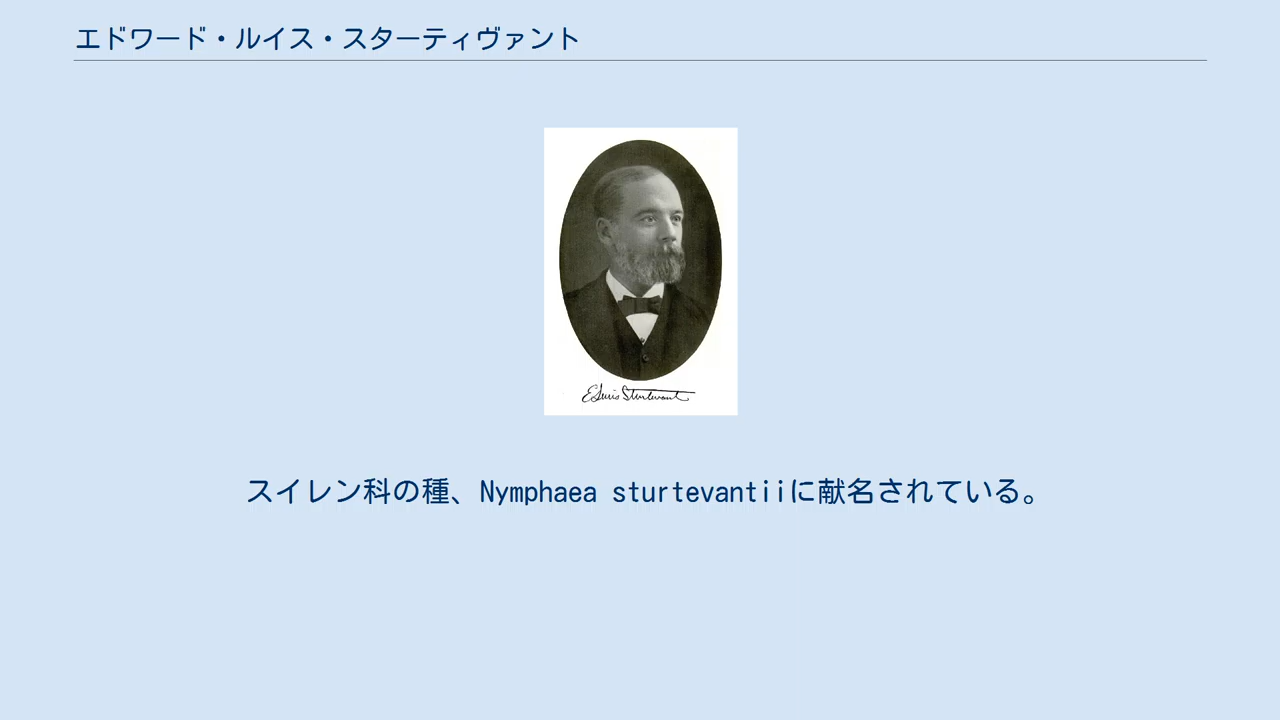 エドワード・ルイス・スターティヴァント
E Lewis Sturtevant
スイレン科の種、Nymphaea sturtevantiiに献名されている。